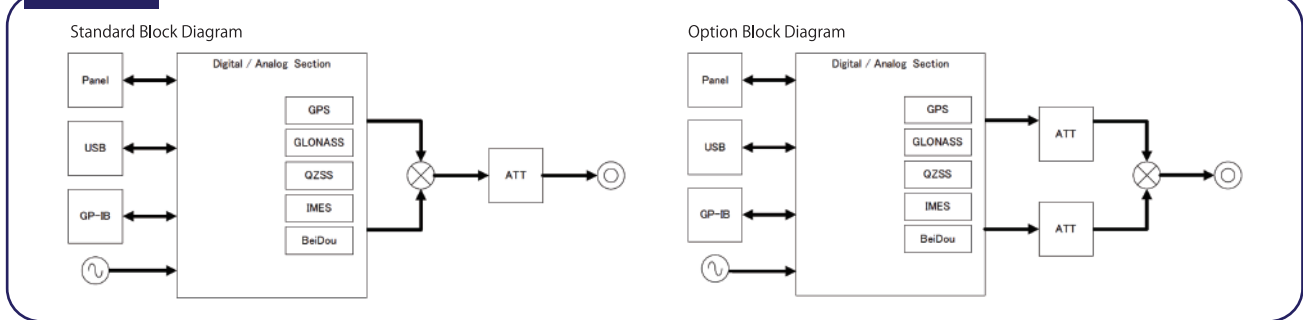 Standard Block Diagram
Panel
USB
GP-IB
Digital / Analog Section
GPS
GLONASS
QZSS
IMES
BeiDou
ATT
Option Block Diagram
Panel
USB
GP-IB
Digital / Analog Section
GPS
GLONASS
QZSS
IMES
BeiDou
ATT
ATT